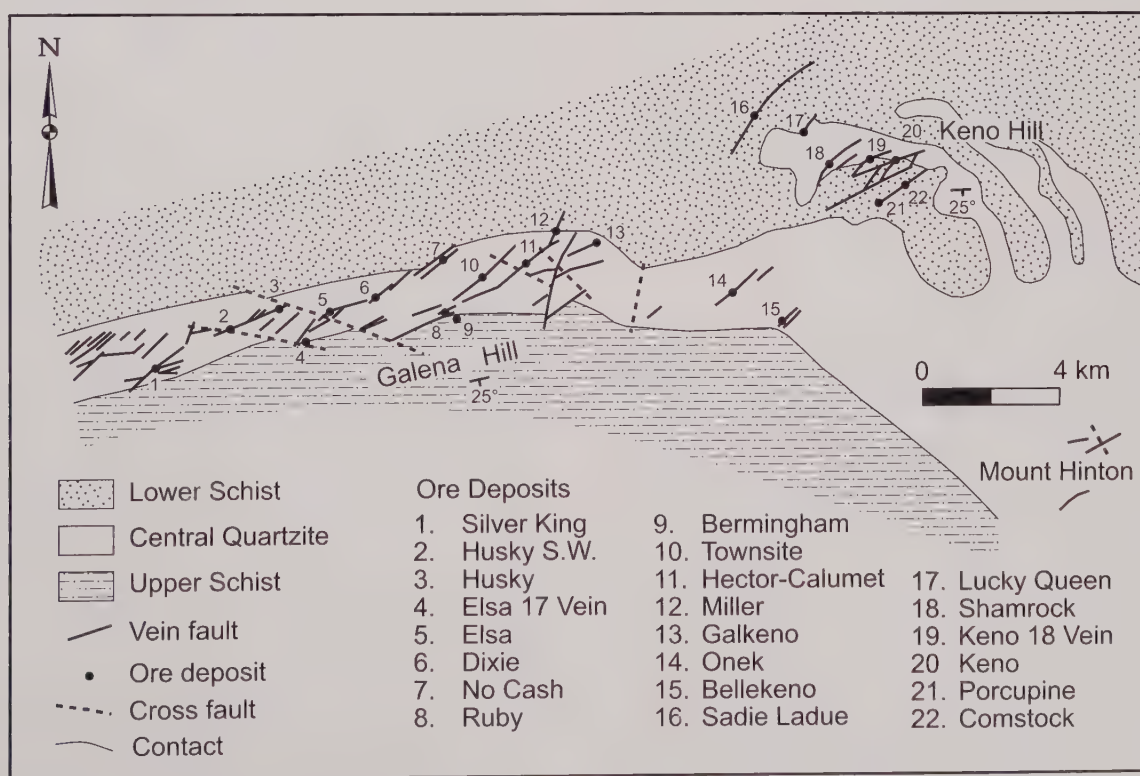 N
16
17
20
Keno Hill
18
19
22
21
25°
12
13
7
11
10
14
6
3
5
15
2
8
9
4
1
Galena Hill
25°
0 4 km
Mount Hinton
Lower Schist
Central Quartzite
Upper Schist
Vein fault
Ore deposit
Cross fault
Contact
Ore Deposits
1. Silver King
2. Husky S.W.
3. Husky
4. Elsa 17 Vein
5. Elsa
6. Dixie
7. No Cash
8. Ruby
9. Bermingham
10. Townsite
11. Hector-Calumet
12. Miller
13. Galkeno
14. Onek
15. Bellekeno
16. Sadie Ladue
17. Lucky Queen
18. Shamrock
19. Keno 18 Vein
20 Keno
21. Porcupine
22. Comstock